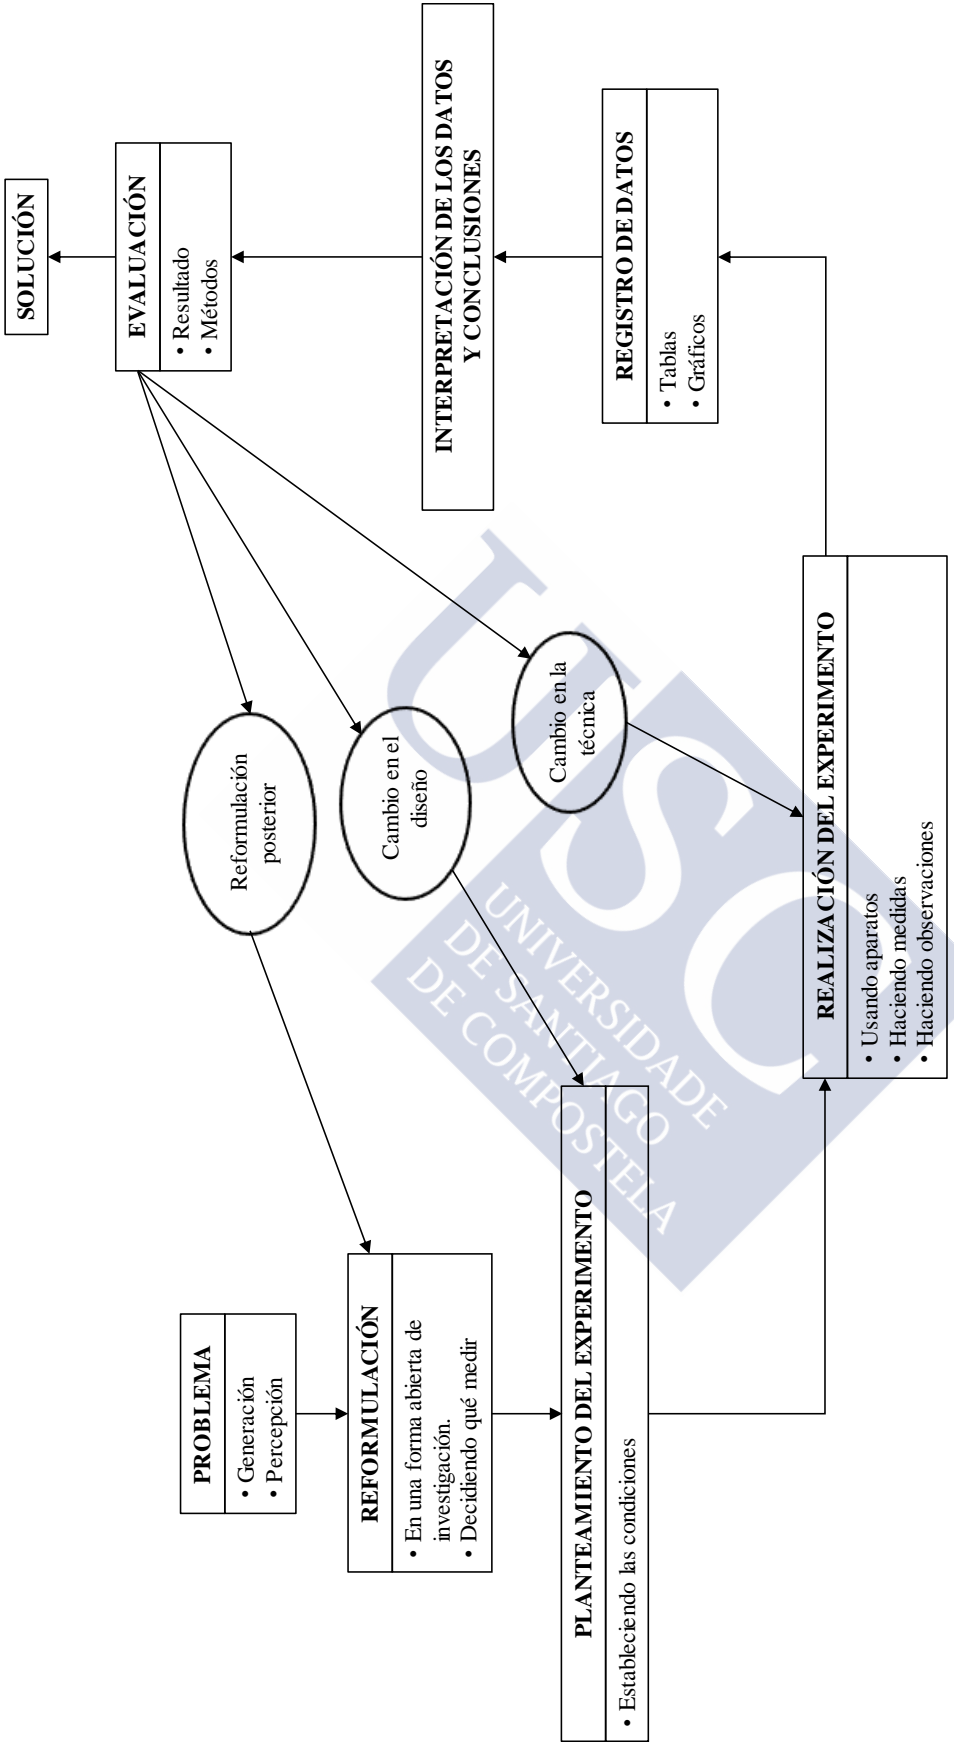 PROBLEMA
• Generación
• Percepción
REFORMULACIÓN
• En una forma abierta de
investigación.
• Decidiendo qué medir
PLANTEAMIENTO DEL EXPERIMENTO
• Estableciendo las condiciones
Reformulación
posterior
Cambio en el
diseño
Cambio en la
técnica
REALIZACIÓN DEL EXPERIMENTO
• Usando aparatos
• Haciendo medidas
• Haciendo observaciones
SOLUCIÓN
EVALUACIÓN
• Resultado
• Métodos
INTERPRETACIÓN DE LOS DATOS
Y CONCLUSIONES
REGISTRO DE DATOS
• Tablas
• Gráficos
USC
UNIVERSIDADE
DE SANTIAGO
DE COMPOSTELA